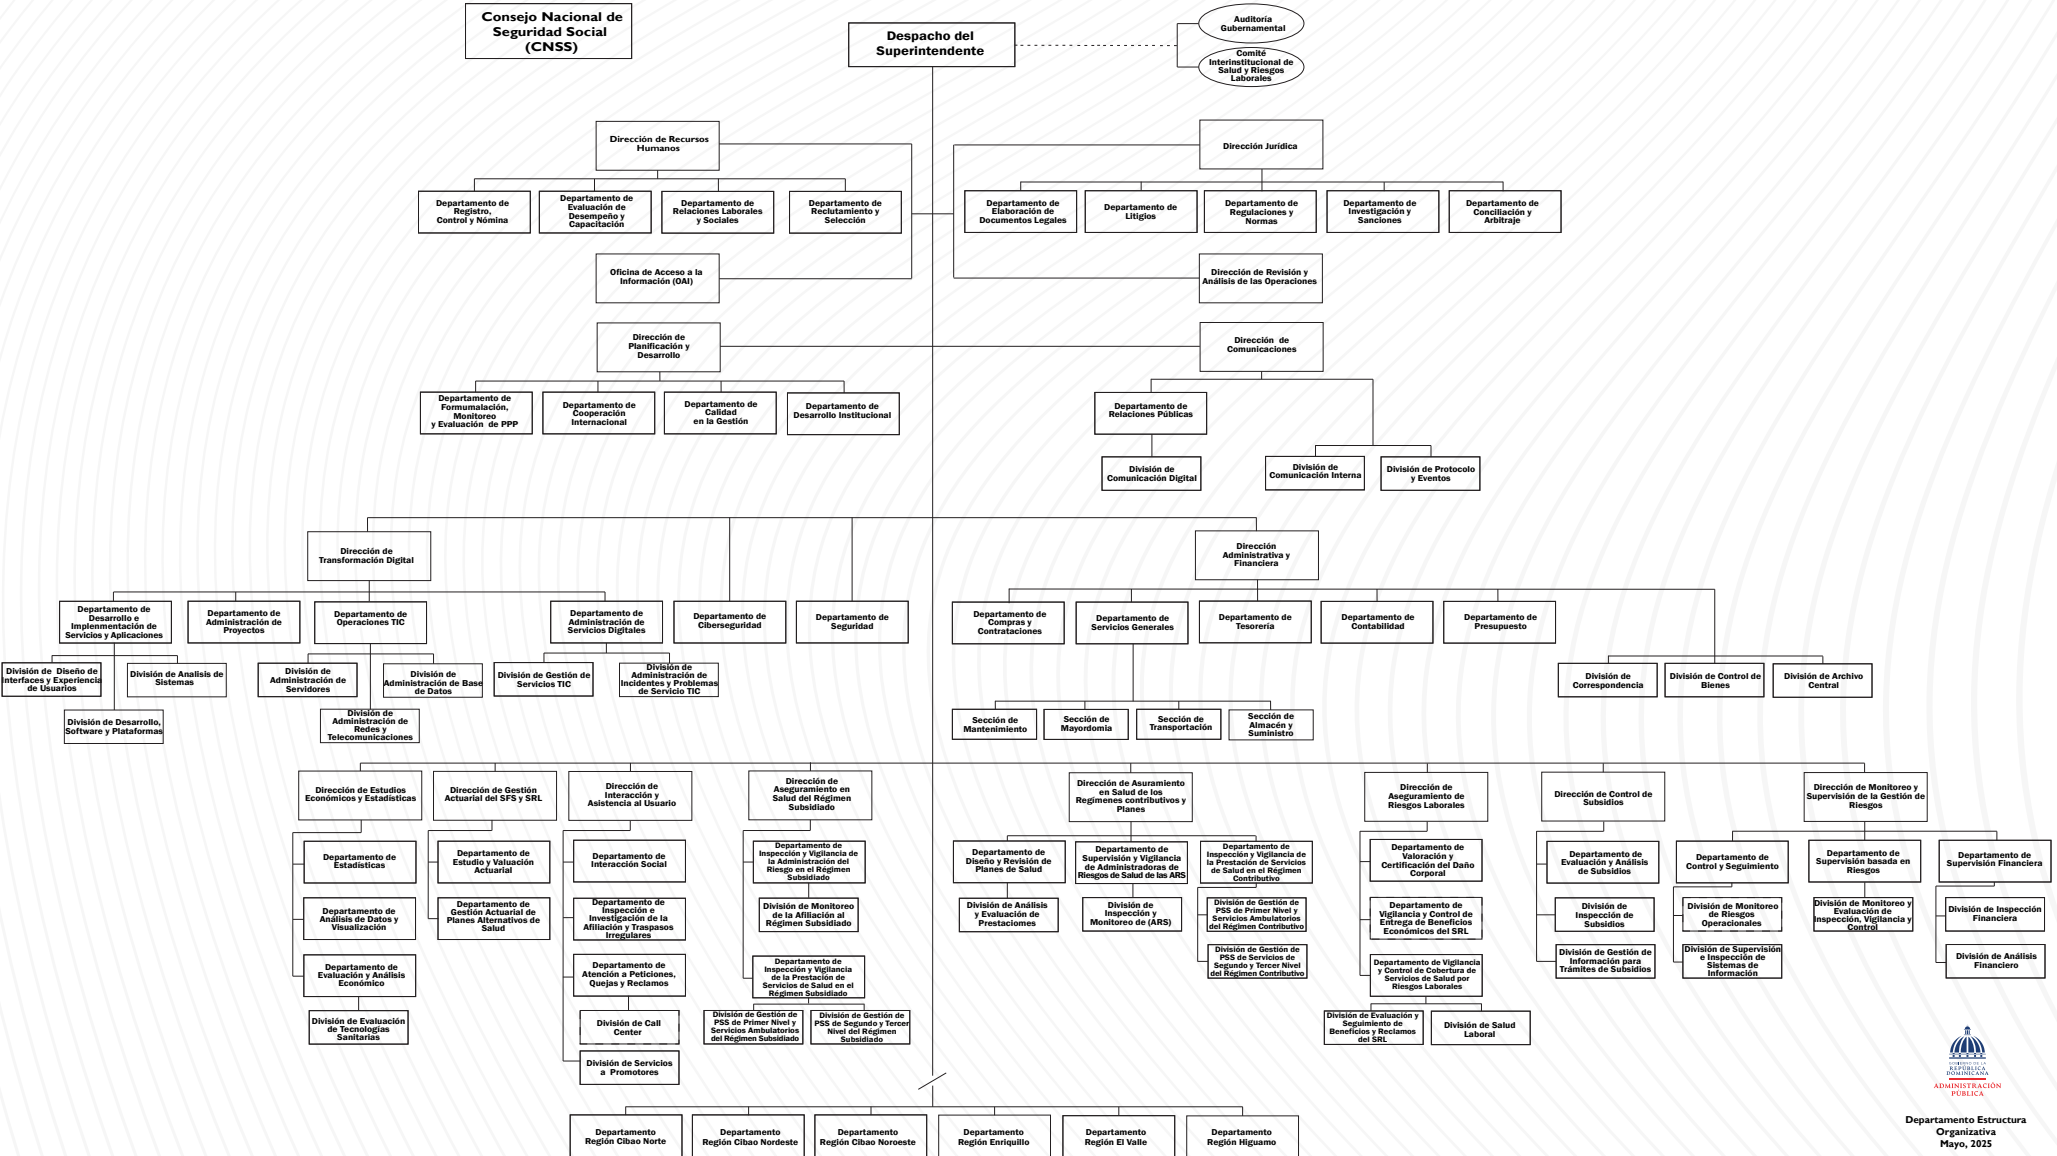 Consejo Nacional de
Seguridad Social
(CNSS)
Despacho del
Superintendente
Auditoría
Gubernamental
Comité
Interinstitucional de
Salud y Riesgos
Laborales
Dirección de Recursos
Humanos
Dirección Jurídica
Departamento de
Registro,
Control y Nómina
Departamento de
Evaluación de
Desempeño y
Capacitación
Departamento de
Relaciones Laborales
y Sociales
Departamento de
Reclutamiento y
Selección
Departamento de
Elaboración de
Documentos Legales
Departamento de
Litigios
Departamento de
Regulaciones y
Normas
Departamento de
Investigación y
Sanciones
Departamento de
Conciliación y
Arbitraje
Oficina de Acceso a la
Información (OAI)
Dirección de Revisión y
Análisis de las Operaciones
Dirección de
Planificación y
Desarrollo
Dirección de
Comunicaciones
Departamento de
Formumalación,
Monitoreo
y Evaluación de PPP
Departamento de
Cooperación
Internacional
Departamento de
Calidad
en la Gestión
Departamento de
Desarrollo Institucional
Departamento de
Relaciones Públicas
División de
Comunicación Digital
División de
Comunicación Interna
División de Protocolo
y Eventos
Dirección de
Transformación Digital
Dirección
Administrativa y
Financiera
Departamento de
Desarrollo e
Implenmentación de
Servicios y Aplicaciones
Departamento de
Administración de
Proyectos
Departamento de
Operaciones TIC
Departamento de
Administración de
Servicios Digitales
Departamento de
Ciberseguridad
Departamento de
Seguridad
Departamento de
Compras y
Contrataciones
Departamento de
Servicios Generales
Departamento de
Tesorería
Departamento de
Contabilidad
Departamento de
Presupuesto
División de Diseño de
Interfaces y Experiencia
de Usuarios
División de Analisis de
Sistemas
División de
Administración de
Servidores
División de
Administración de Base
de Datos
División de Gestión de
Servicios TIC
División de
Administración de
Incidentes y Problemas
de Servicio TIC
División de
Correspondencia
División de Control de
Bienes
División de Archivo
Central
División de Desarrollo,
Software y Plataformas
División de
Administración de
Redes y
Telecomunicaciones
Sección de
Mantenimiento
Sección de
Mayordomia
Sección de
Transportación
Sección de
Almacén y
Suministro
Dirección de Estudios
Económicos y Estadísticas
Dirección de Gestión
Actuarial del SFS y SRL
Dirección de
Interacción y
Asistencia al Usuario
Dirección de
Aseguramiento en
Salud del Régimen
Subsidiado
Dirección de Asuramiento
en Salud de los
Regímenes contributivos y
Planes
Dirección de
Aseguramiento de
Riesgos Laborales
Dirección de Control de
Subsidios
Dirección de Monitoreo y
Supervisión de la Gestión de
Riesgos
Departamento de
Estadísticas
Departamento de
Estudio y Valuación
Actuarial
Departamento de
Interacción Social
Departamento de
Inspección y Vigilancia de
la Administración del
Riesgo en el Régimen
Subsidiado
Departamento de
Diseño y Revisión de
Planes de Salud
Departamento de
Supervisión y Vigilancia
de Administradoras de
Riesgos de Salud de las ARS
Departamento de
Inspección y Vigilancia de
la Prestación de Servicios
de Salud en el Régimen
Contributivo
Departamento de
Valoración y
Certificación del Daño
Corporal
Departamento de
Evaluación y Análisis
de Subsidios
Departamento de
Control y Seguimiento
Departamento de
Supervisión basada en
Riesgos
Departamento de
Supervisión Financiera
Departamento de
Análisis de Datos y
Visualización
Departamento de
Gestión Actuarial de
Planes Alternativos de
Salud
Departamento de
Inspección e
Investigación de la
Afiliación y Traspasos
Irregulares
División de Monitoreo
de la Afiliación al
Régimen Subsidiado
División de Análisis
y Evaluación de
Prestaciones
División de
Inspección y
Monitoreo de (ARS)
División de Gestión de
PSS de Primer Nivel y
Servicios Ambulatorios
del Régimen Contributivo
Departamento de
Vigilancia y Control de
Entrega de Beneficios
Económicos del SRL
División de
Inspección de
Subsidios
División de Monitoreo
de Riesgos
Operacionales
División de Monitoreo y
Evaluación de
Inspección, Vigilancia y
Control
División de Inspección
Financiera
Departamento de
Evaluación y Análisis
Económico
Departamento de
Atención a Peticiones,
Quejas y Reclamos
Departamento de
Inspección y Vigilancia
de la Prestación de
Servicios de Salud en el
Régimen Subsidiado
División de Gestión de
PSS de Servicios de
Segundo y Tercer Nivel
del Régimen Contributivo
Departamento de Vigilancia
y Control de Cobertura de
Servicios de Salud por
Riesgos Laborales
División de Gestión de
Información para
Trámites de Subsidios
División de Supervisión
e Inspección de
Sistemas de
Información
División de Análisis
Financiero
División de Evaluación
de Tecnologías
Sanitarias
División de Call
Center
División de Gestión de
PSS de Primer Nivel y
Servicios Ambulatorios
del Régimen Subsidiado
División de Gestión de
PSS de Segundo y Tercer
Nivel del Régimen
Subsidiado
División de Evaluación y
Seguimiento de
Beneficios y Reclamos
del SRL
División de Salud
Laboral
División de Servicios
a Promotores
GOBIERNO DE LA
REPÚBLICA
DOMINICANA
ADMINISTRACIÓN
PÚBLICA
Departamento
Región Cibao Norte
Departamento
Región Cibao Nordeste
Departamento
Región Cibao Noroeste
Departamento
Región Enriquillo
Departamento
Región El Valle
Departamento
Región Higuamo
Departamento Estructura
Organizativa
Mayo, 2025